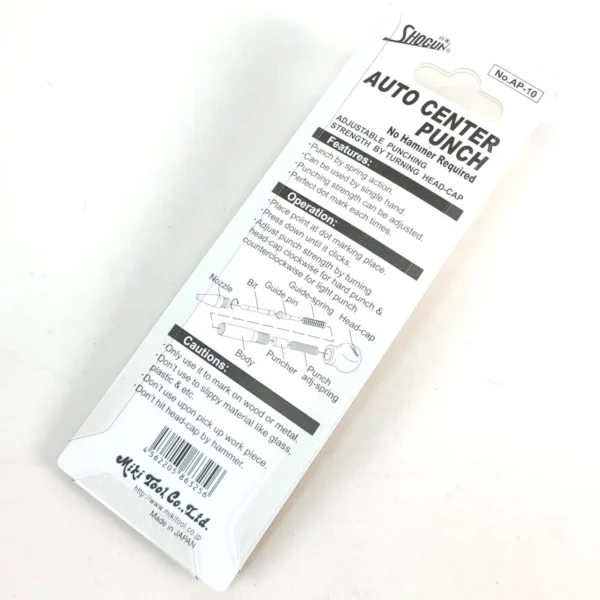 SHOGUN®
No.AP-10
AUTO CENTER
PUNCH
No Hammer Required
ADJUSTABLE PUNCHING
STRENGTH BY TURNING HEAD-CAP
Features:
·Punch by spring action.
·Can be used by single hand.
·Punching strength can be adjusted.
·Perfect dot mark each times.
Operation:
·Place point at dot marking place.
·Press down until it clicks.
·Adjust punch strength by turning
head-cap clockwise for hard punch &
counterclockwise for light punch
Nozzle
Bit
Guide pin
Guide-spring
Head-cap
Body
Puncher
Punch
adj-spring
Cautions:
·Only use it to mark on wood or metal.
·Don't use to slippy material like glass,
plastic & etc.
·Don't use upon pick up work piece.
·Don't hit head-cap by hammer.
4 562205 863256
Miki Tool Co.,Ltd.
http://www.mikitool.co.jp
Made in JAPAN